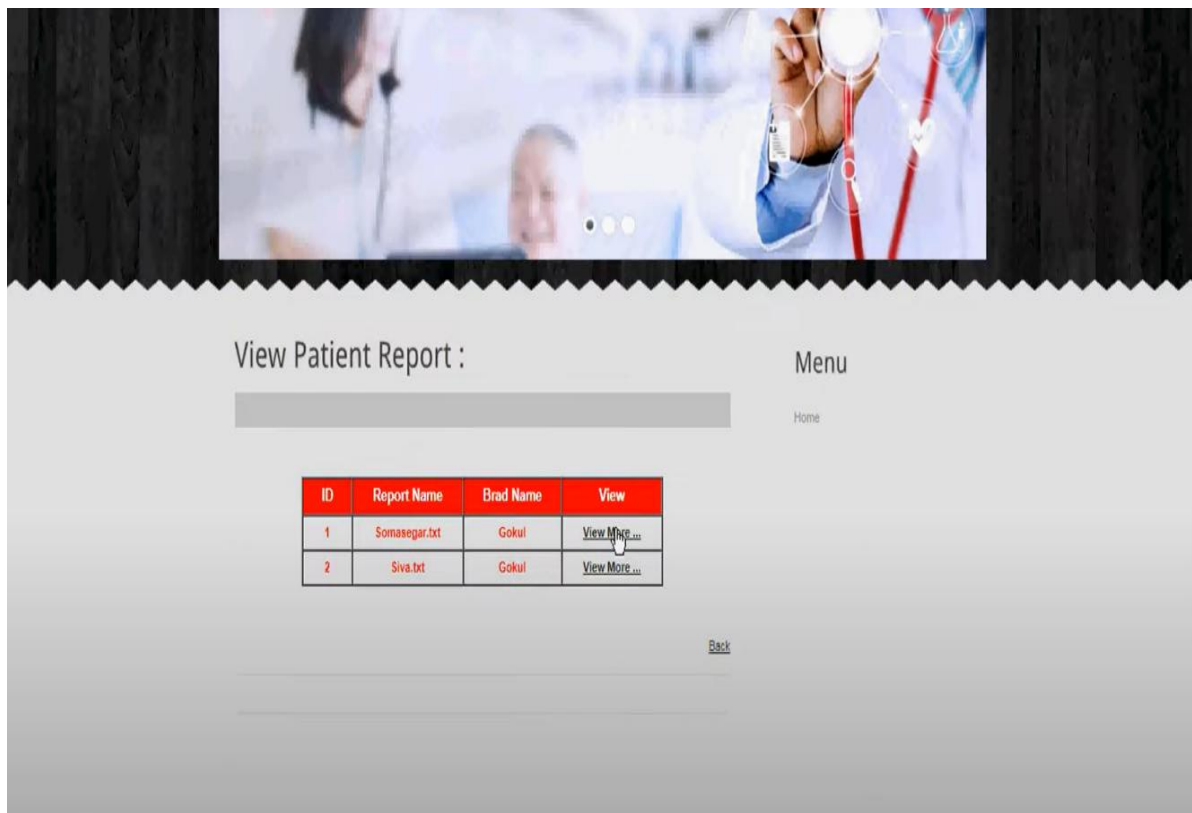 View Patient Report :
Menu
Home
ID Report Name Brad Name View
1 Somasegar.txt Gokul View More ...
2 Siva.txt Gokul View More ...
Back